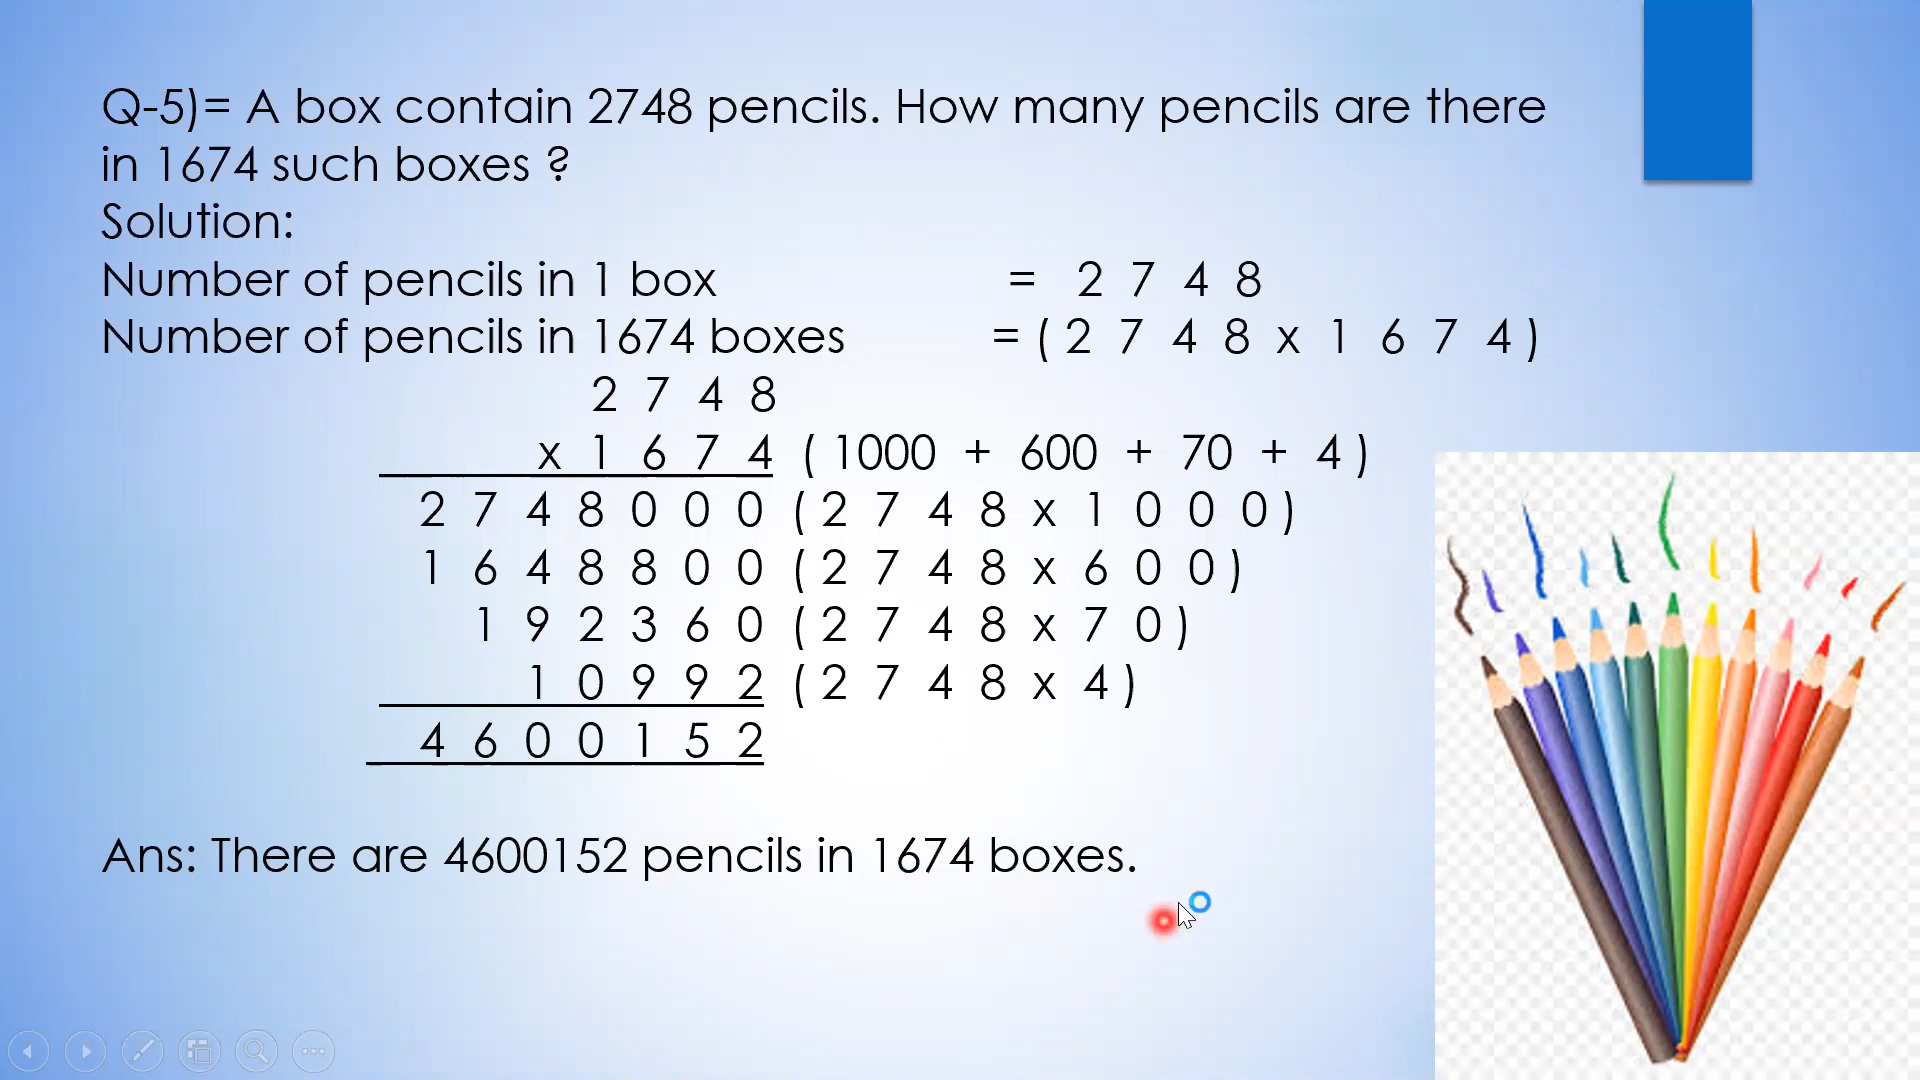 Q-5)= A box contain 2748 pencils. How many pencils are there
in 1674 such boxes ?
Solution:
Number of pencils in 1 box = 2 7 4 8
Number of pencils in 1674 boxes = ( 2 7 4 8 x 1 6 7 4 )
2 7 4 8
x 1 6 7 4 ( 1000 + 600 + 70 + 4 )
2 7 4 8 0 0 0 ( 2 7 4 8 x 1 0 0 0 )
1 6 4 8 8 0 0 ( 2 7 4 8 x 6 0 0 )
1 9 2 3 6 0 ( 2 7 4 8 x 7 0 )
1 0 9 9 2 ( 2 7 4 8 x 4 )
4 6 0 0 1 5 2
Ans: There are 4600152 pencils in 1674 boxes.